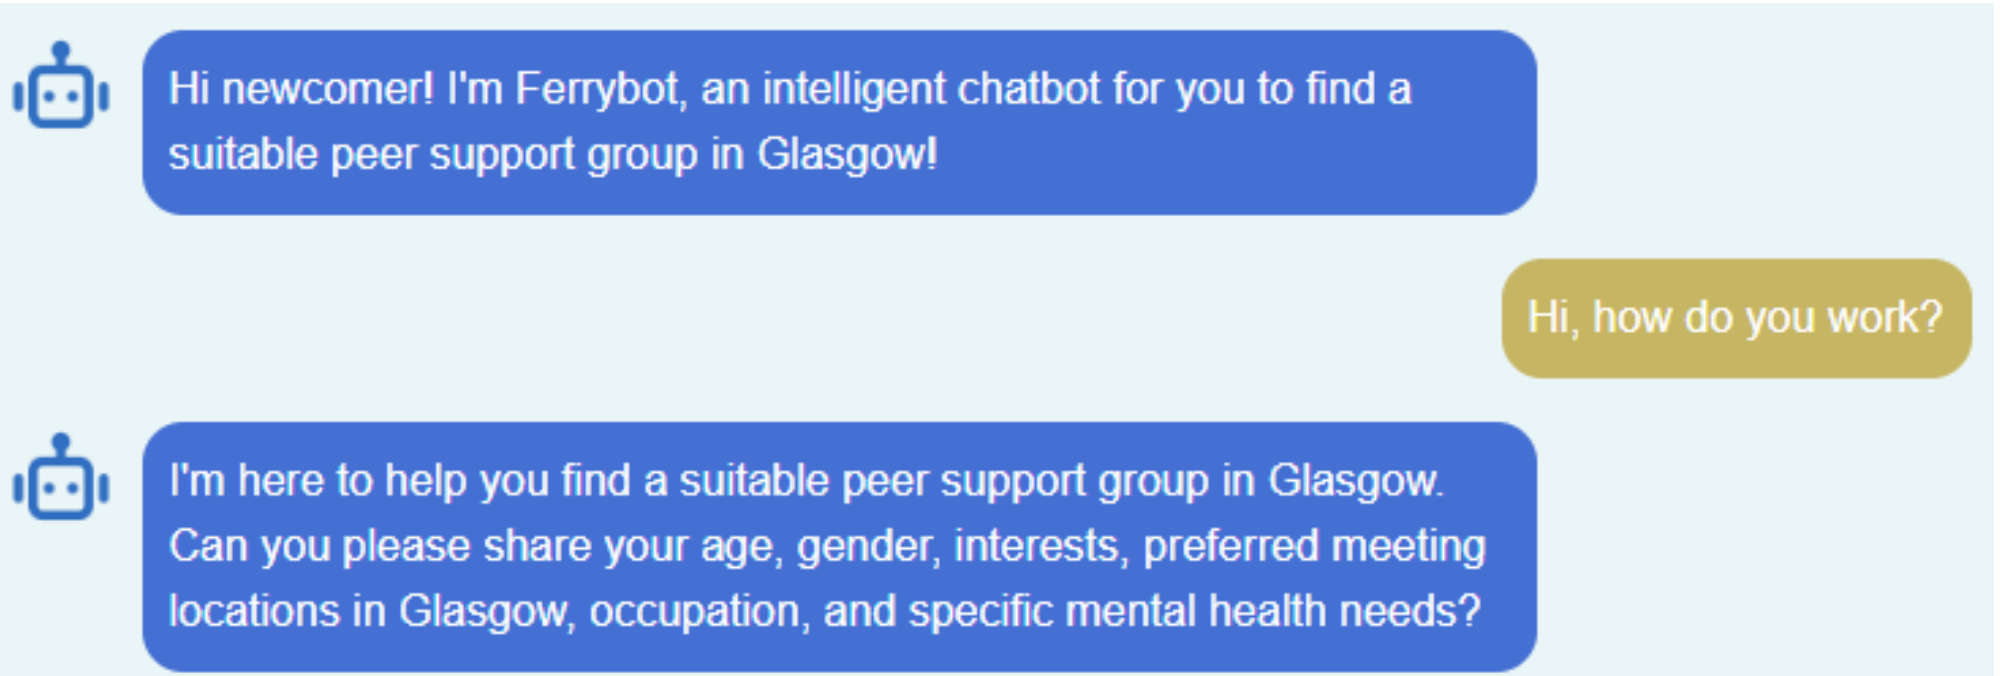 Hi newcomer! I'm Ferrybot, an intelligent chatbot for you to find a
suitable peer support group in Glasgow!
Hi, how do you work?
I'm here to help you find a suitable peer support group in Glasgow.
Can you please share your age, gender, interests, preferred meeting
locations in Glasgow, occupation, and specific mental health needs?